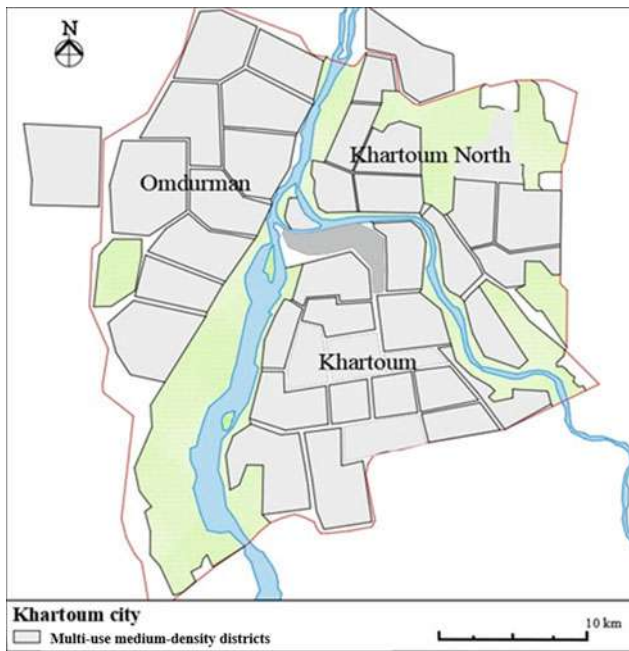 N
Khartoum North
Omdurman
Khartoum
Khartoum city
Multi-use medium-density districts
10 km